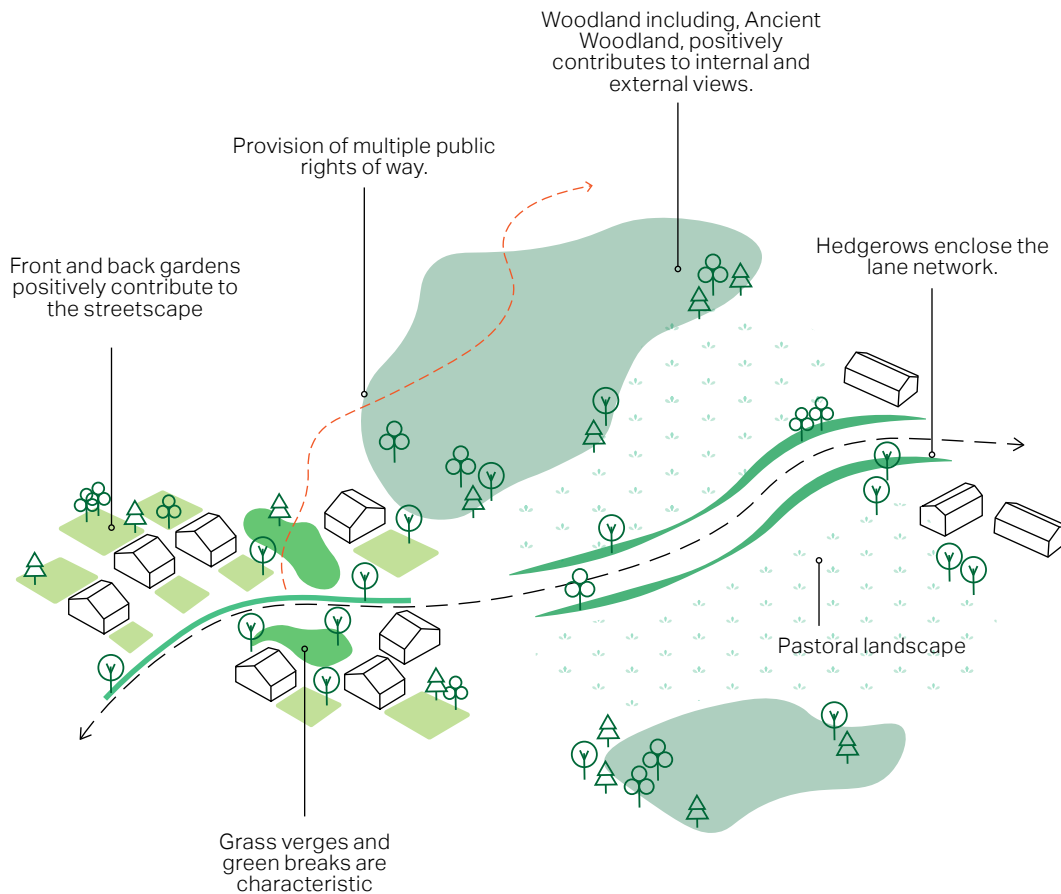 Woodland including, Ancient
Woodland, positively
contributes to internal and
external views.
Provision of multiple public
rights of way.
Hedgerows enclose the
lane network.
Front and back gardens
positively contribute to
the streetscape
Pastoral landscape
Grass verges and
green breaks are
characteristic